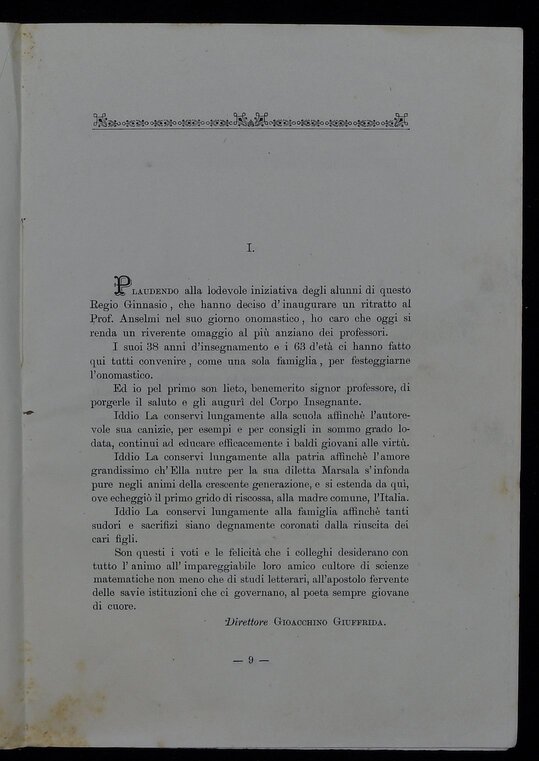 I.
PLAUDENDO alla lodevole iniziativa degli alunni di questo
Regio Ginnasio, che hanno deciso d'inaugurare un ritratto al
Prof. Anselmi nel suo giorno onomastico, ho caro che oggi si
renda un riverente omaggio al più anziano dei professori.
I suoi 38 anni d'insegnamento e i 63 d'età ci hanno fatto
qui tutti convenire, come una sola famiglia, per festeggiarne
l'onomastico.
Ed io pel primo son lieto, benemerito signor professore, di
porgerle il saluto e gli auguri del Corpo Insegnante.
Iddio La conservi lungamente alla scuola affinchè l'autore-
vole sua canizie, per esempi e per consigli in sommo grado lo-
data, continui ad educare efficacemente i baldi giovani alle virtù.
Iddio La conservi lungamente alla patria affinchè l'amore
grandissimo ch'Ella nutre per la sua diletta Marsala s'infonda
pure negli animi della crescente generazione, e si estenda da qui,
ove echeggiò il primo grido di riscossa, alla madre comune, l'Italia.
Iddio La conservi lungamente alla famiglia affinchè tanti
sudori e sacrifizi siano degnamente coronati dalla riuscita dei
cari figli.
Son questi i voti e le felicità che i colleghi desiderano con
tutto l'animo all'impareggiabile loro amico cultore di scienze
matematiche non meno che di studi letterari, all'apostolo fervente
delle savie istituzioni che ci governano, al poeta sempre giovane
di cuore.
Direttore GIOACCHINO GIUFFRIDA.
— 9 —